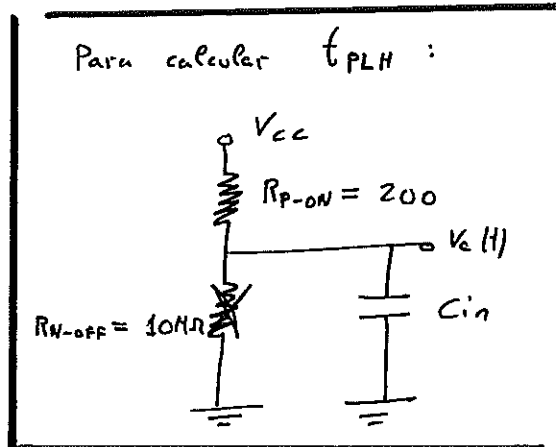 Para calcular tPLH :
Vcc
RP-ON = 200
Vc(t)
RN-OFF = 10MΩ
Cin